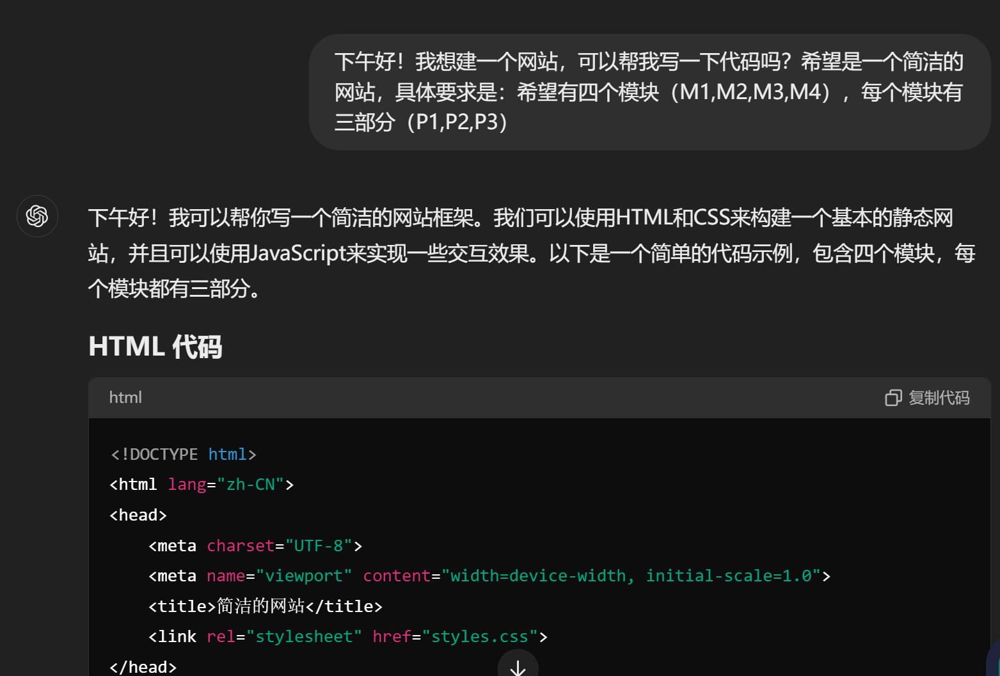 下午好！我想建一个网站，可以帮我写一下代码吗？希望是一个简洁的
网站，具体要求是：希望有四个模块（M1,M2,M3,M4），每个模块有
三部分（P1,P2,P3）
下午好！我可以帮你写一个简洁的网站框架。我们可以使用HTML和CSS来构建一个基本的静态网
站，并且可以使用JavaScript来实现一些交互效果。以下是一个简单的代码示例，包含四个模块，每
个模块都有三部分。
HTML 代码
html 复制代码
<!DOCTYPE html>
<html lang="zh-CN">
<head>
    <meta charset="UTF-8">
    <meta name="viewport" content="width=device-width, initial-scale=1.0">
    <title>简洁的网站</title>
    <link rel="stylesheet" href="styles.css">
</head>